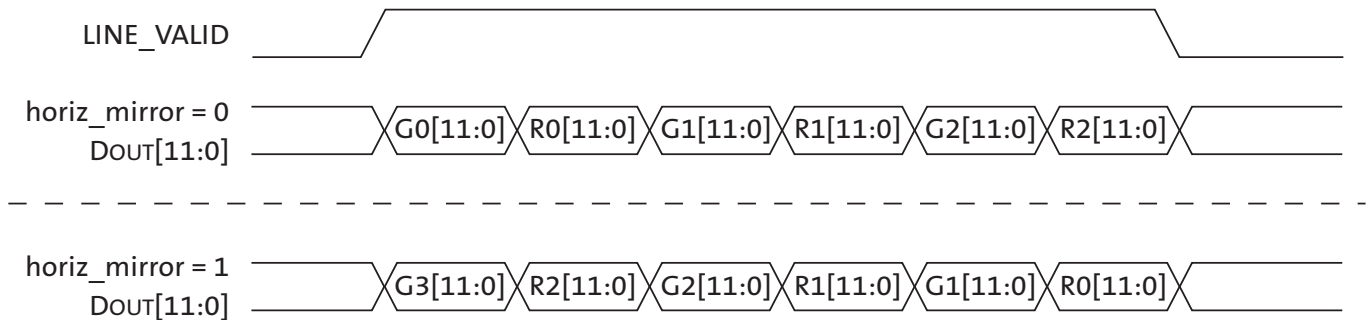 LINE_VALID
horiz_mirror = 0
DOUT[11:0]
G0[11:0] R0[11:0] G1[11:0] R1[11:0] G2[11:0] R2[11:0]
horiz_mirror = 1
DOUT[11:0]
G3[11:0] R2[11:0] G2[11:0] R1[11:0] G1[11:0] R0[11:0]